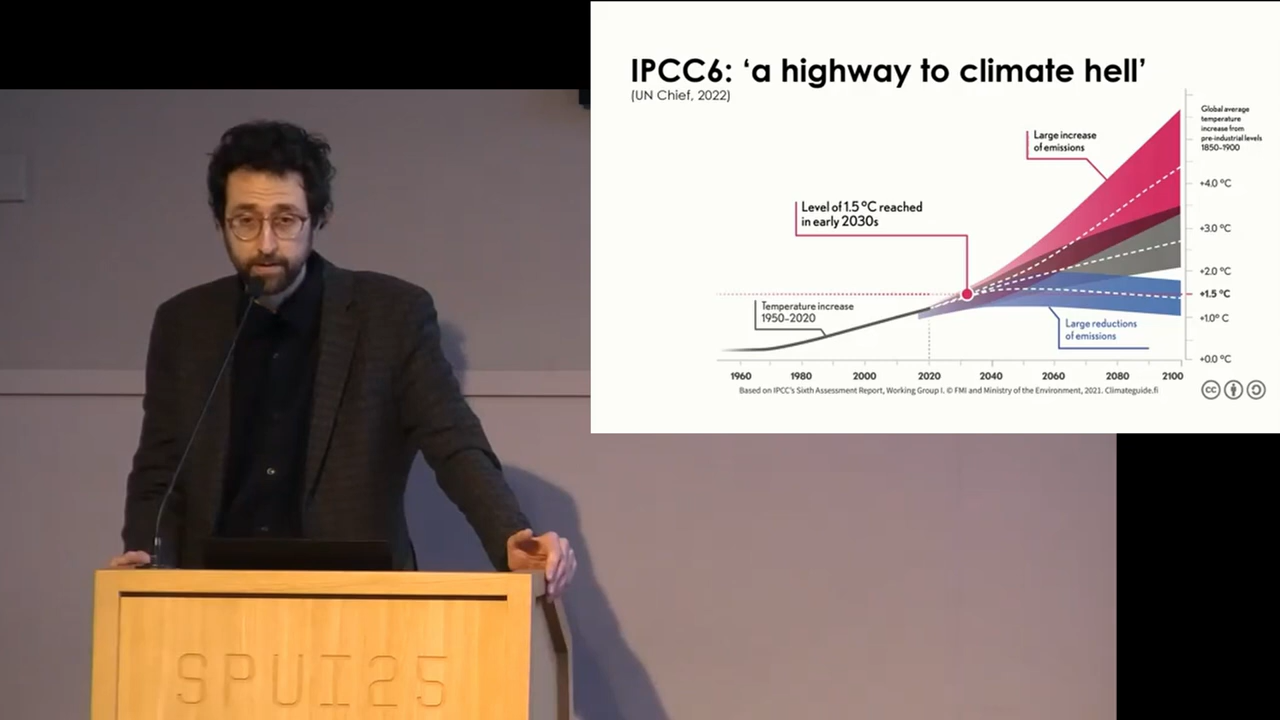 IPCC6: ‘a highway to climate hell’
(UN Chief, 2022)
Global average
temperature
increase from
pre-industrial levels
1850–1900
Large increase
of emissions
+4.0 °C
Level of 1.5 °C reached
in early 2030s
+3.0 °C
+2.0 °C
+1.5 °C
Temperature increase
1950–2020
+1.0° C
Large reductions
of emissions
+0.0 °C
1960 1980 2000 2020 2040 2060 2080 2100
Based on IPCC's Sixth Assessment Report, Working Group I. © FMI and Ministry of the Environment, 2021. Climateguide.fi
cc
SPUI25